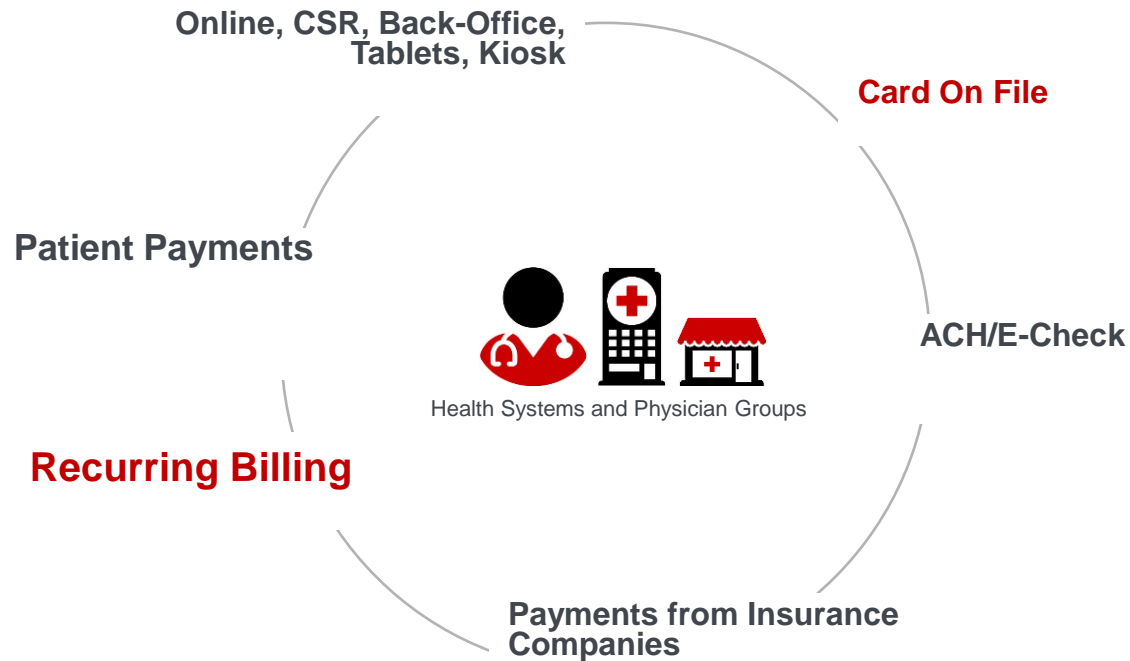 Online, CSR, Back-Office,
Tablets, Kiosk
Card On File
Patient Payments
ACH/E-Check
Health Systems and Physician Groups
Recurring Billing
Payments from Insurance
Companies